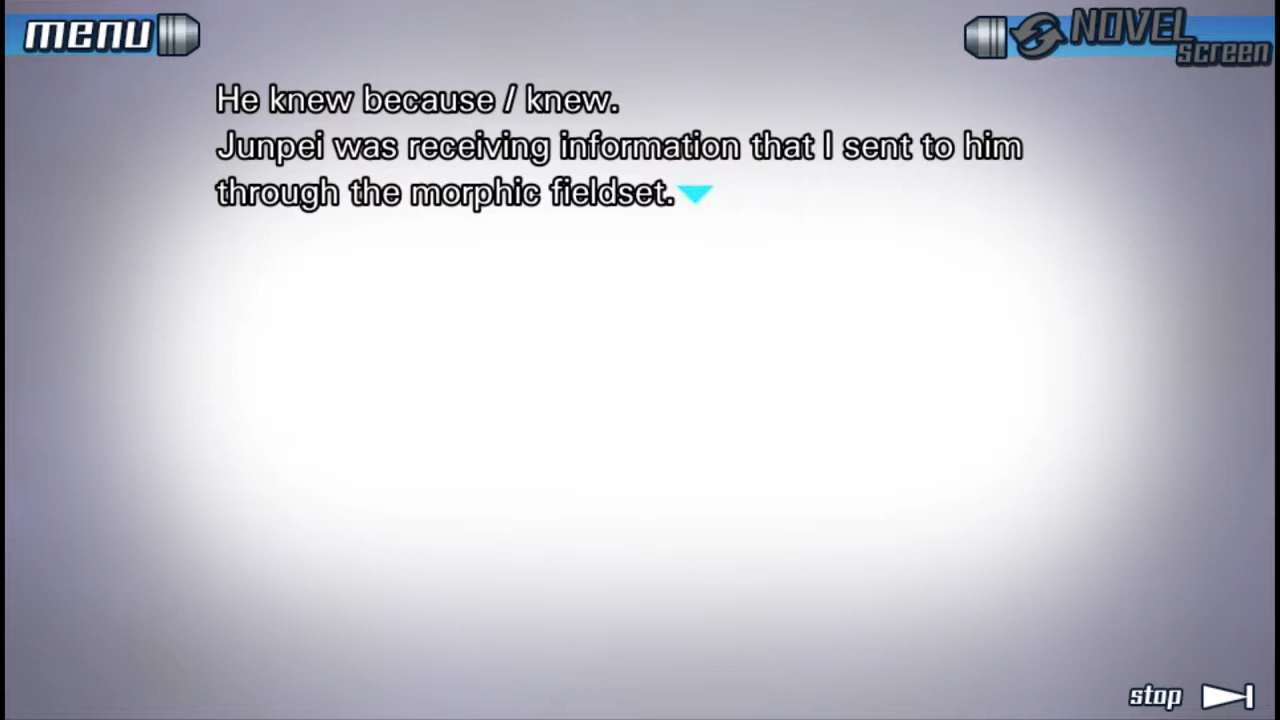 menu
NOVEL
screen
He knew because I knew.
Junpei was receiving information that I sent to him
through the morphic fieldset.
stop